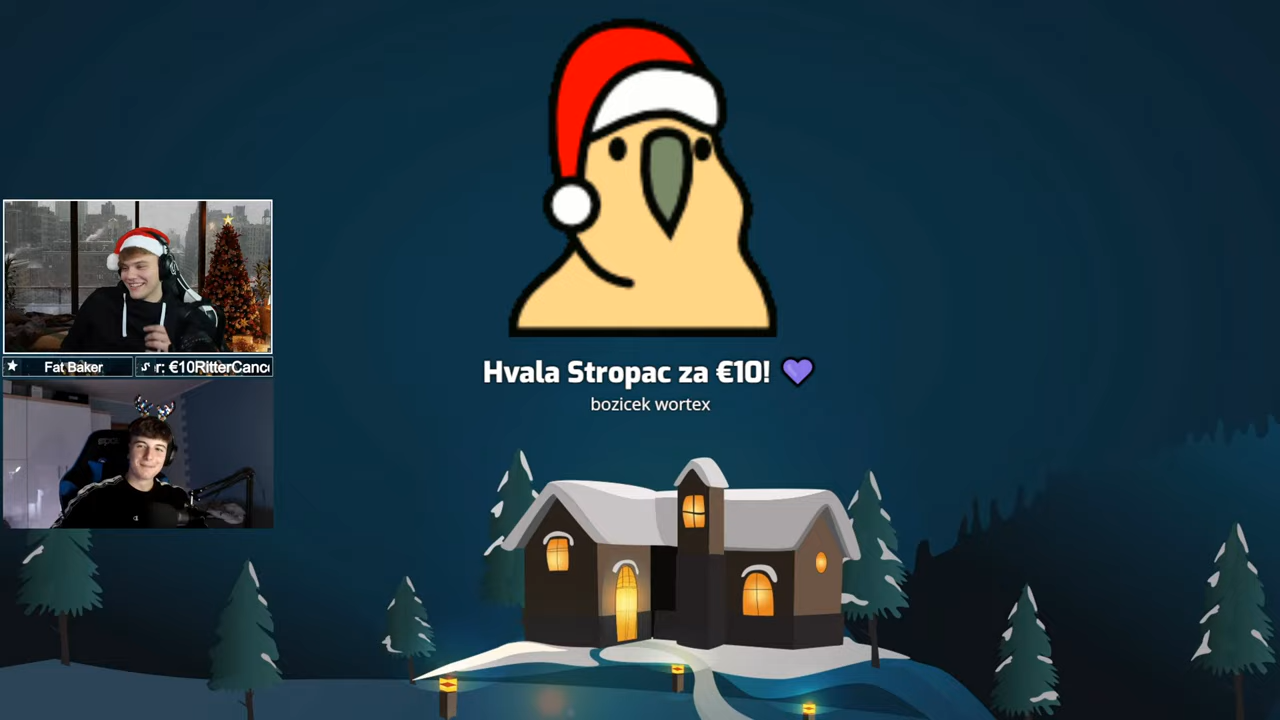 Hvala Stropac za €10! 💜
bozicek wortex
Fat Baker
r: €10RitterCanc